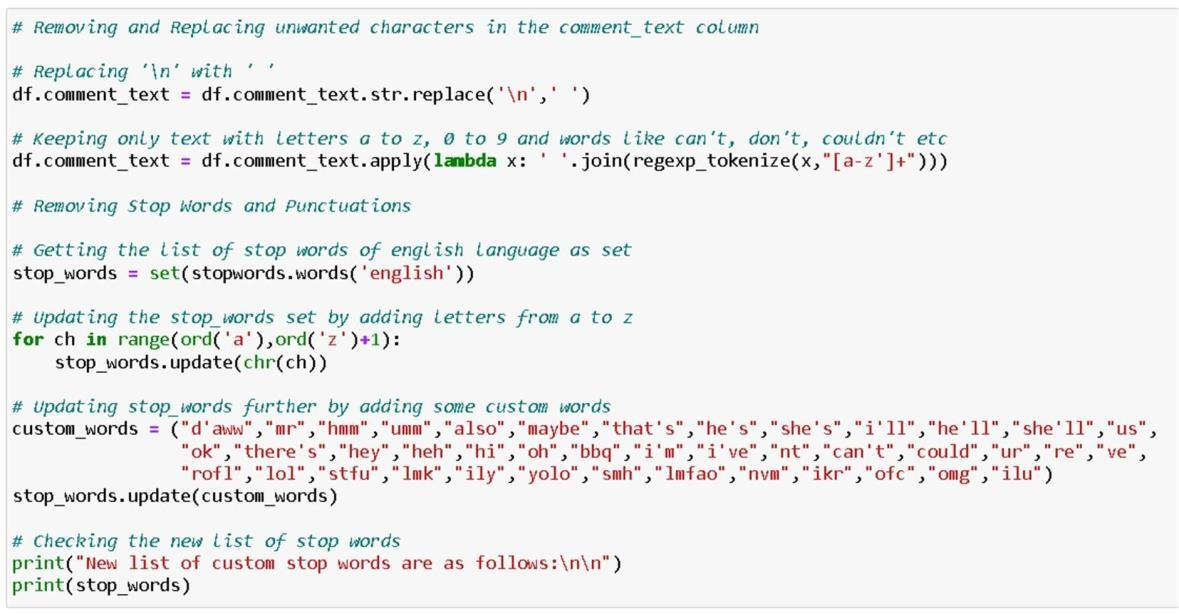 # Removing and Replacing unwanted characters in the comment_text column
# Replacing '\n' with ' '
df.comment_text = df.comment_text.str.replace('\n',' ')
# Keeping only text with letters a to z, 0 to 9 and words like can't, don't, couldn't etc
df.comment_text = df.comment_text.apply(lambda x: ' '.join(regexp_tokenize(x,"[a-z']+")))
# Removing Stop Words and Punctuations
# Getting the list of stop words of english language as set
stop_words = set(stopwords.words('english'))
# Updating the stop_words set by adding letters from a to z
for ch in range(ord('a'),ord('z')+1):
    stop_words.update(chr(ch))
# Updating stop_words further by adding some custom words
custom_words = ("d'aww","mr","hmm","umm","also","maybe","that's","he's","she's","i'll","he'll","she'll","us",
                "ok","there's","hey","heh","hi","oh","bbq","i'm","i've","nt","can't","could","ur","re","ve",
                "rofl","lol","stfu","lmk","ily","yolo","smh","lmfao","nvm","ikr","ofc","omg","ilu")
stop_words.update(custom_words)
# Checking the new list of stop words
print("New list of custom stop words are as follows:\n\n")
print(stop_words)